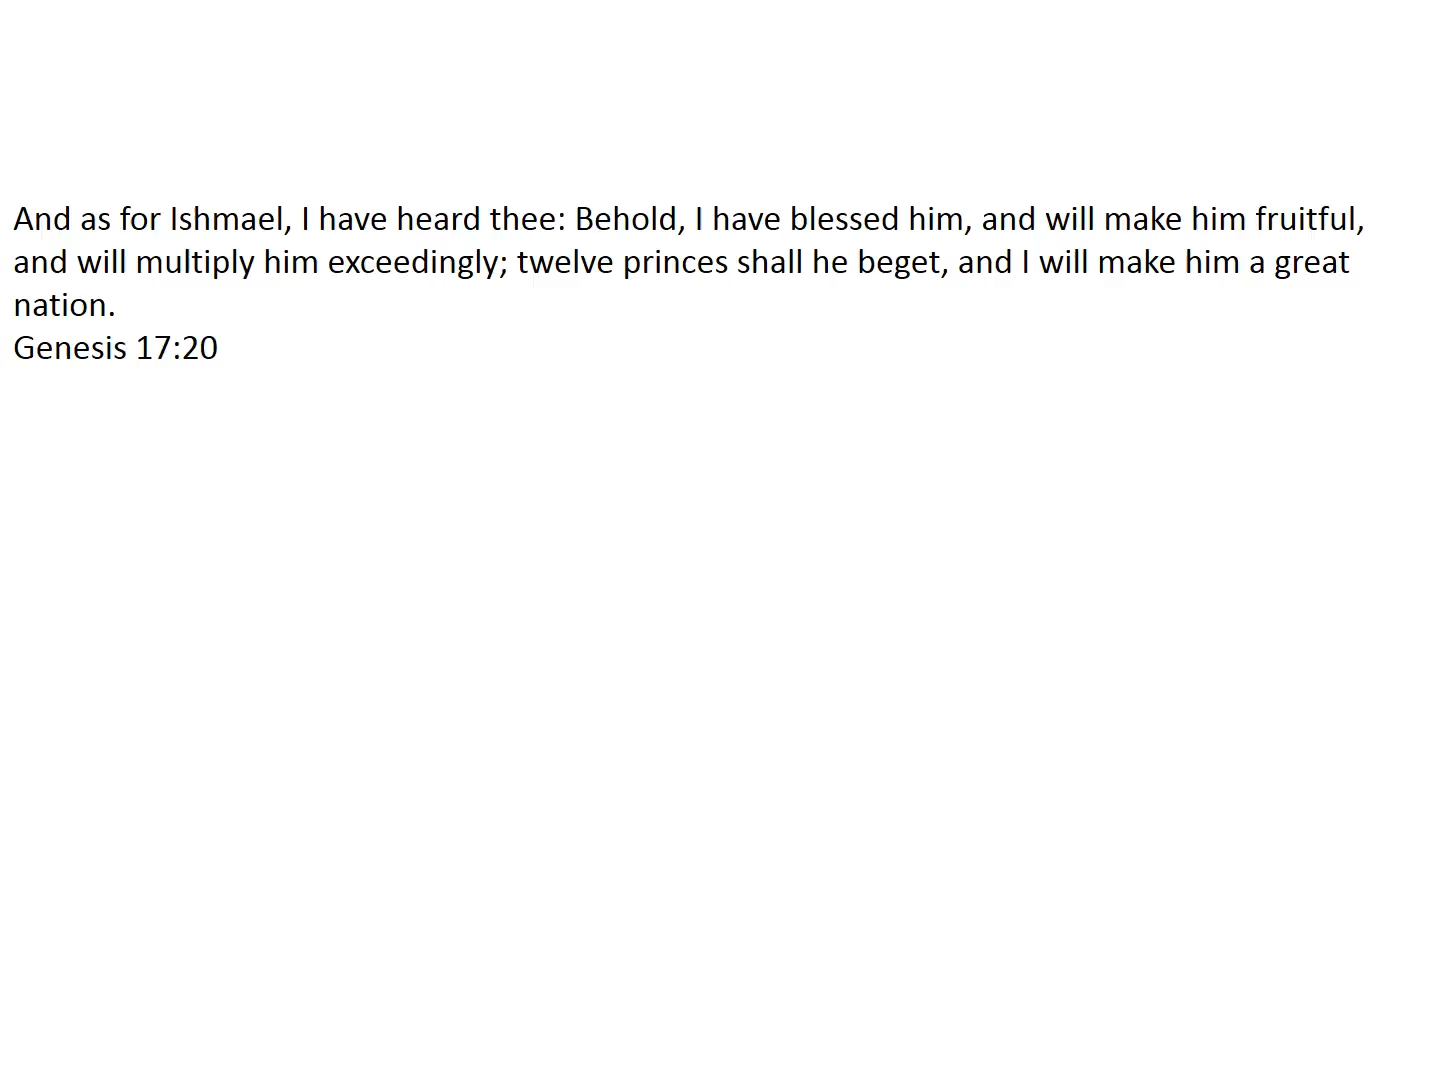 And as for Ishmael, I have heard thee: Behold, I have blessed him, and will make him fruitful,
and will multiply him exceedingly; twelve princes shall he beget, and I will make him a great
nation.
Genesis 17:20